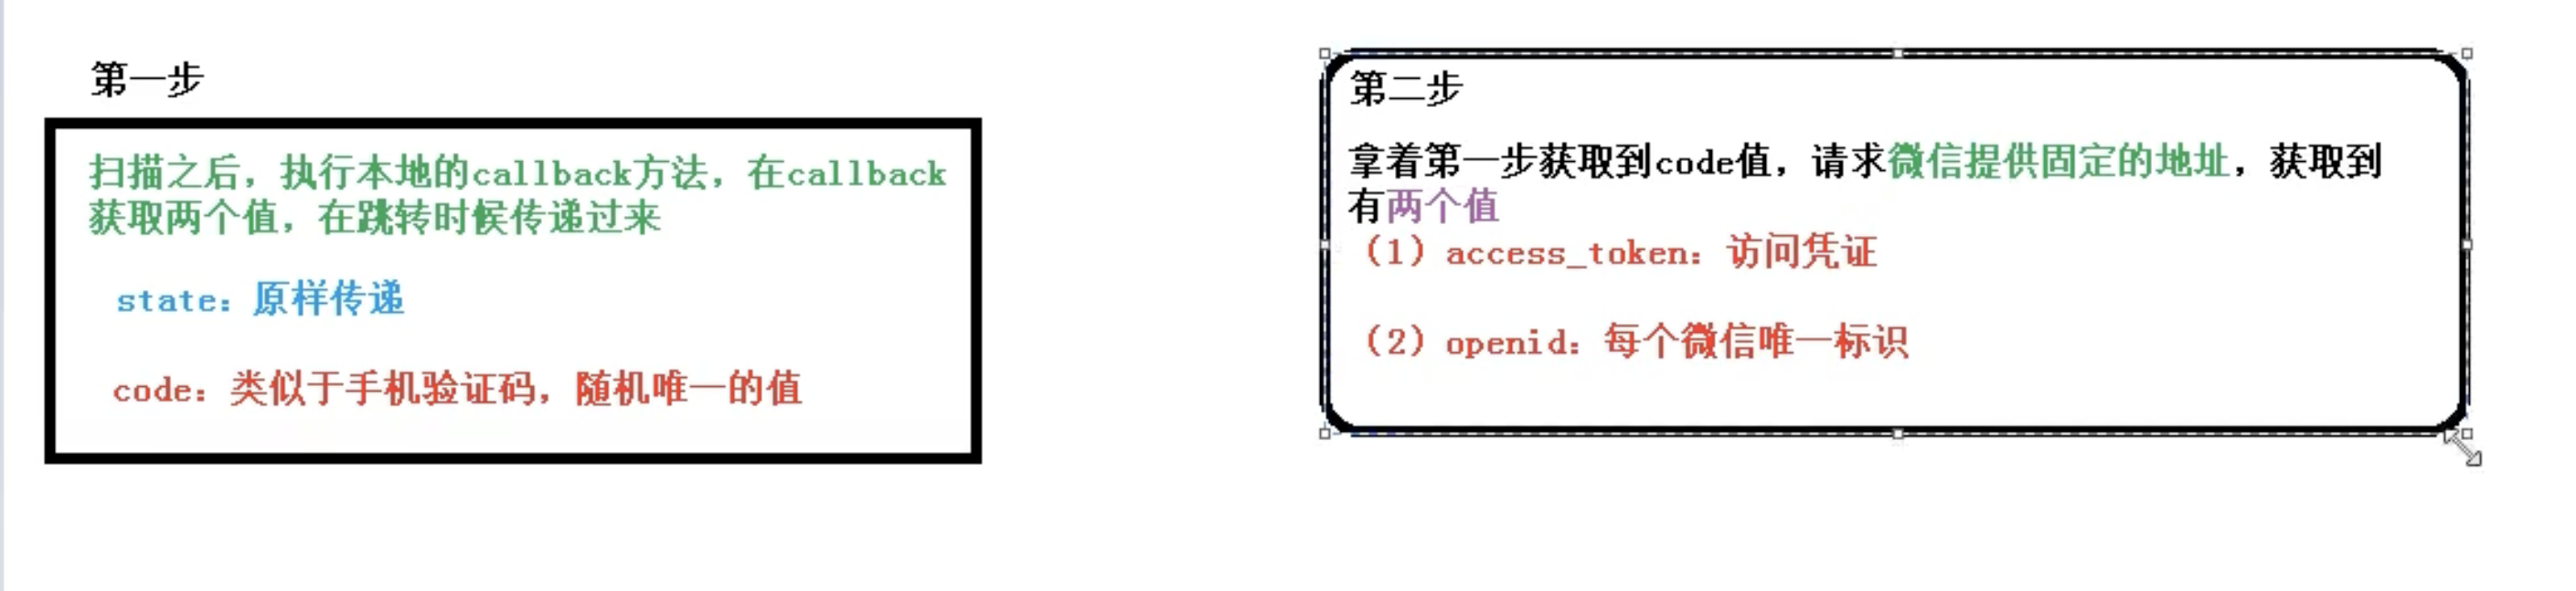 第一步
扫描之后，执行本地的callback方法，在callback
获取两个值，在跳转时候传递过来
state：原样传递
code：类似于手机验证码，随机唯一的值
第二步
拿着第一步获取到code值，请求微信提供固定的地址，获取到
有两个值
（1）access_token：访问凭证
（2）openid：每个微信唯一标识